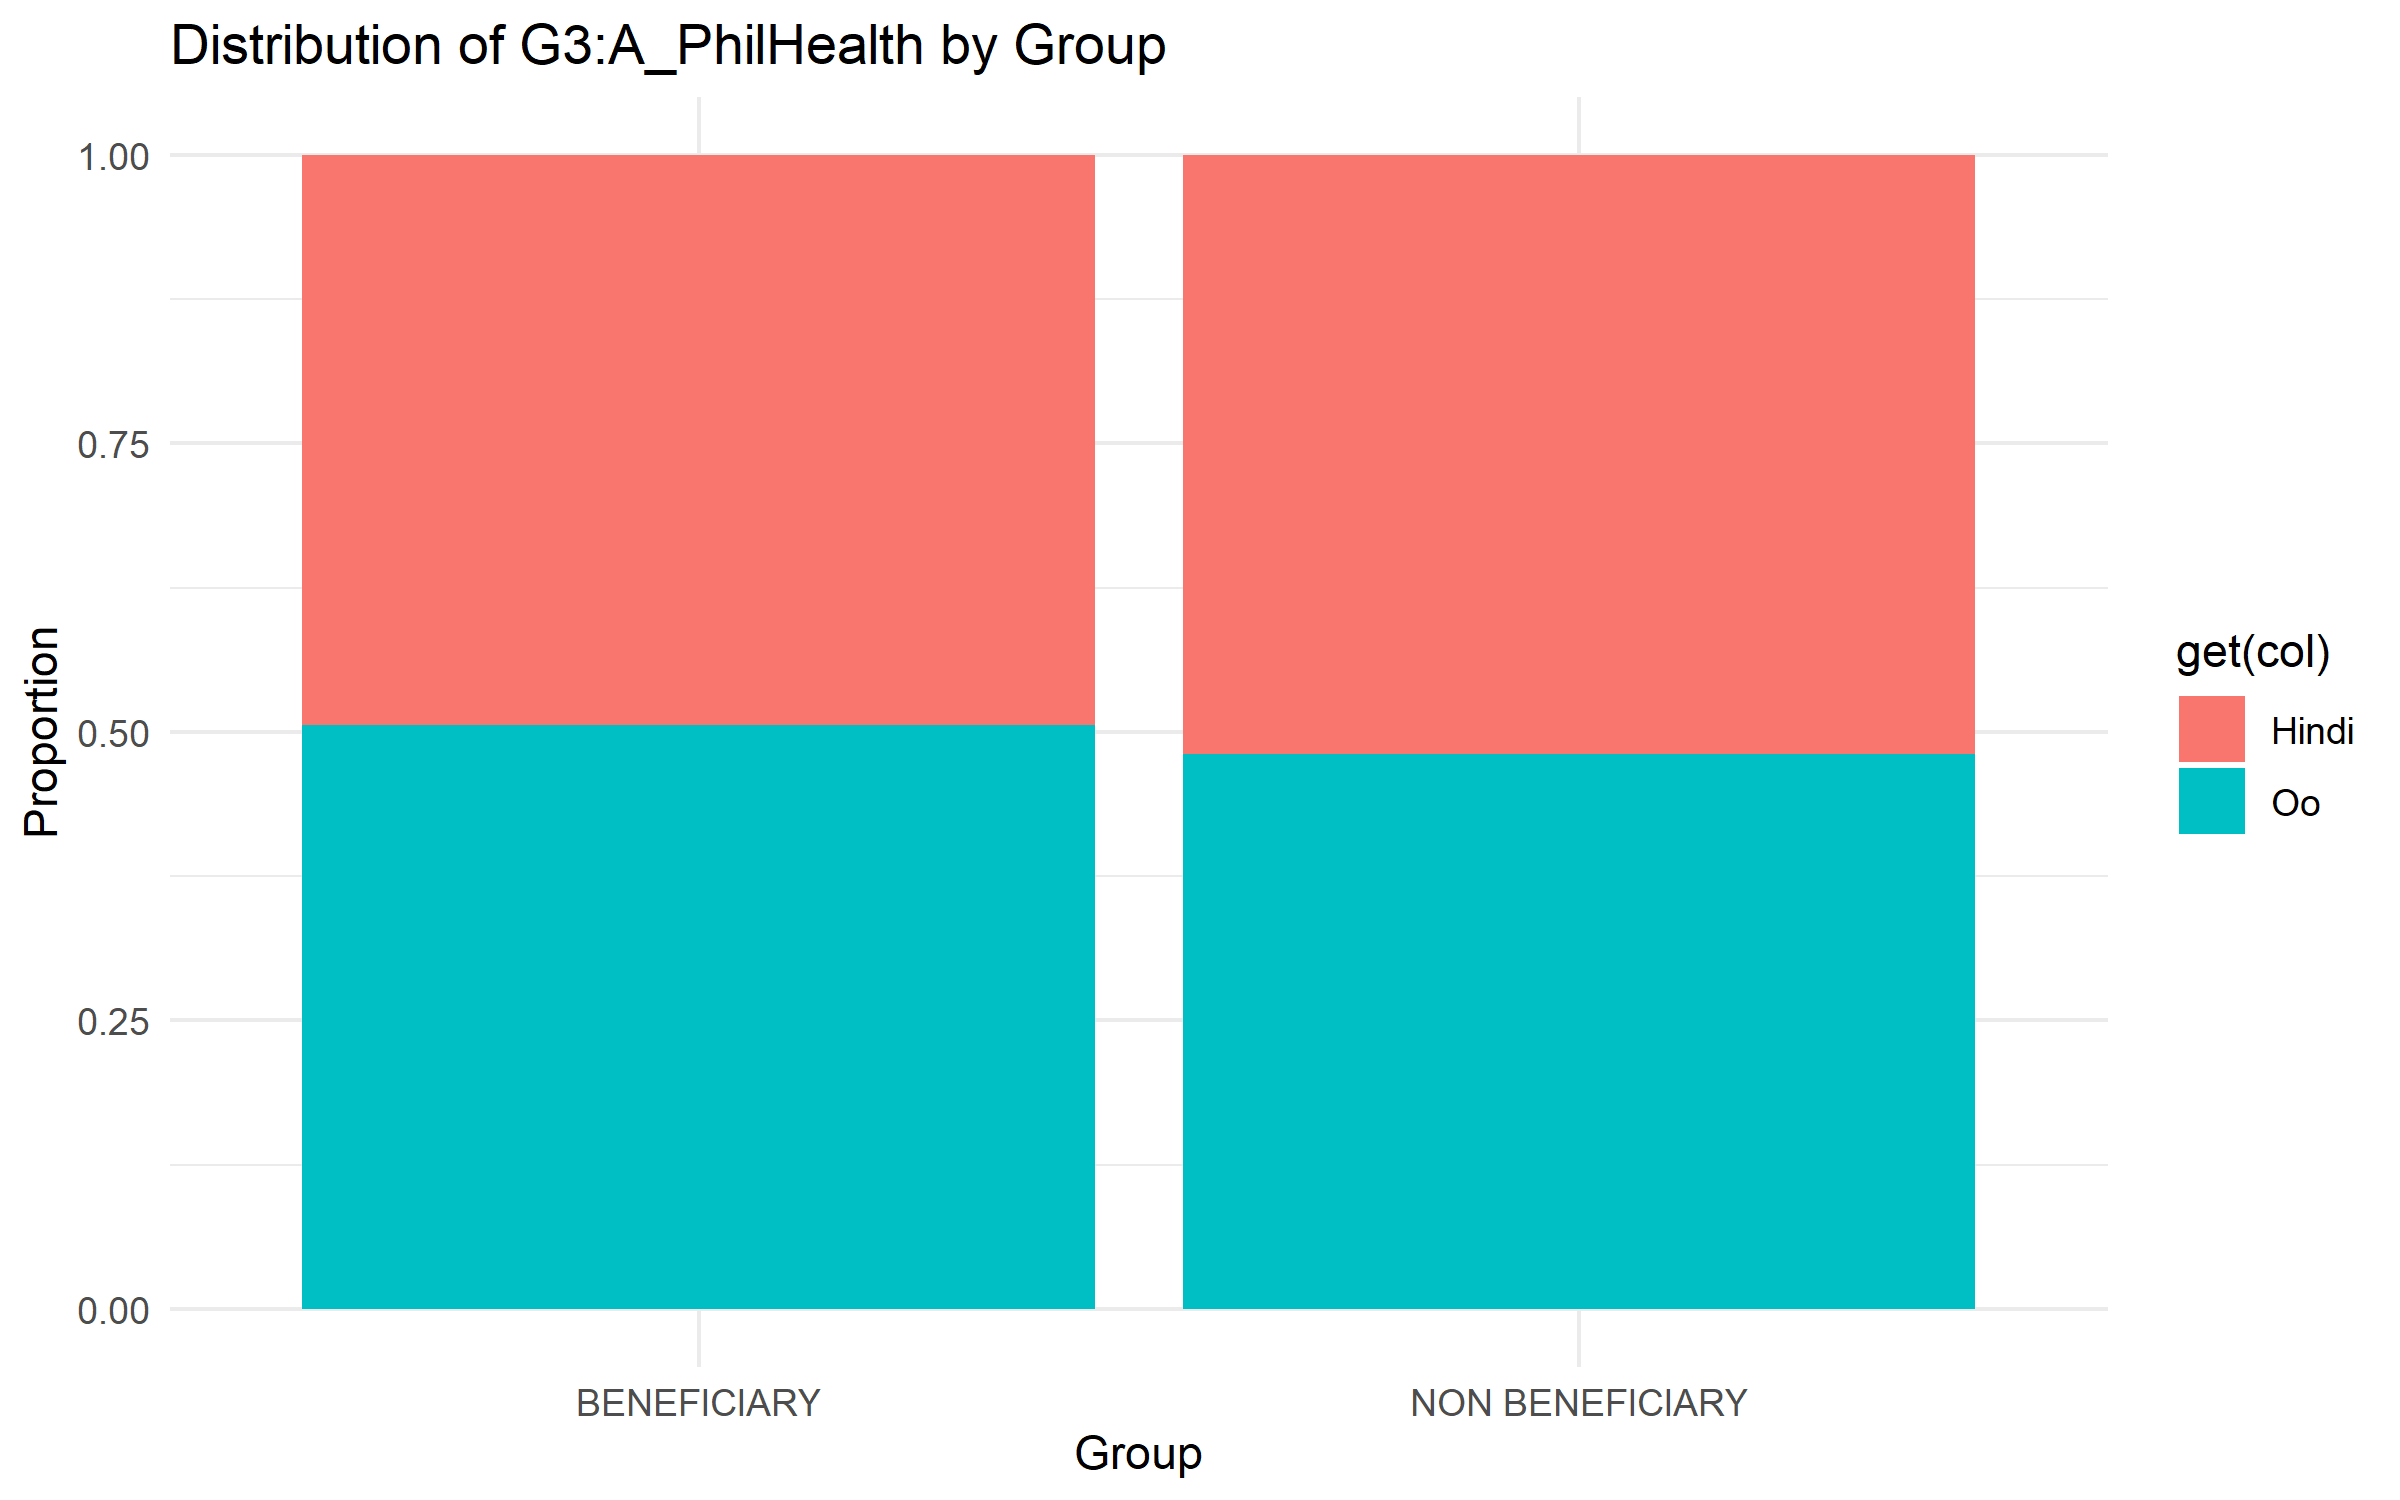 Distribution of G3:A_PhilHealth by Group
Proportion
1.00
0.75
0.50
0.25
0.00
BENEFICIARY
NON BENEFICIARY
Group
get(col)
Hindi
Oo